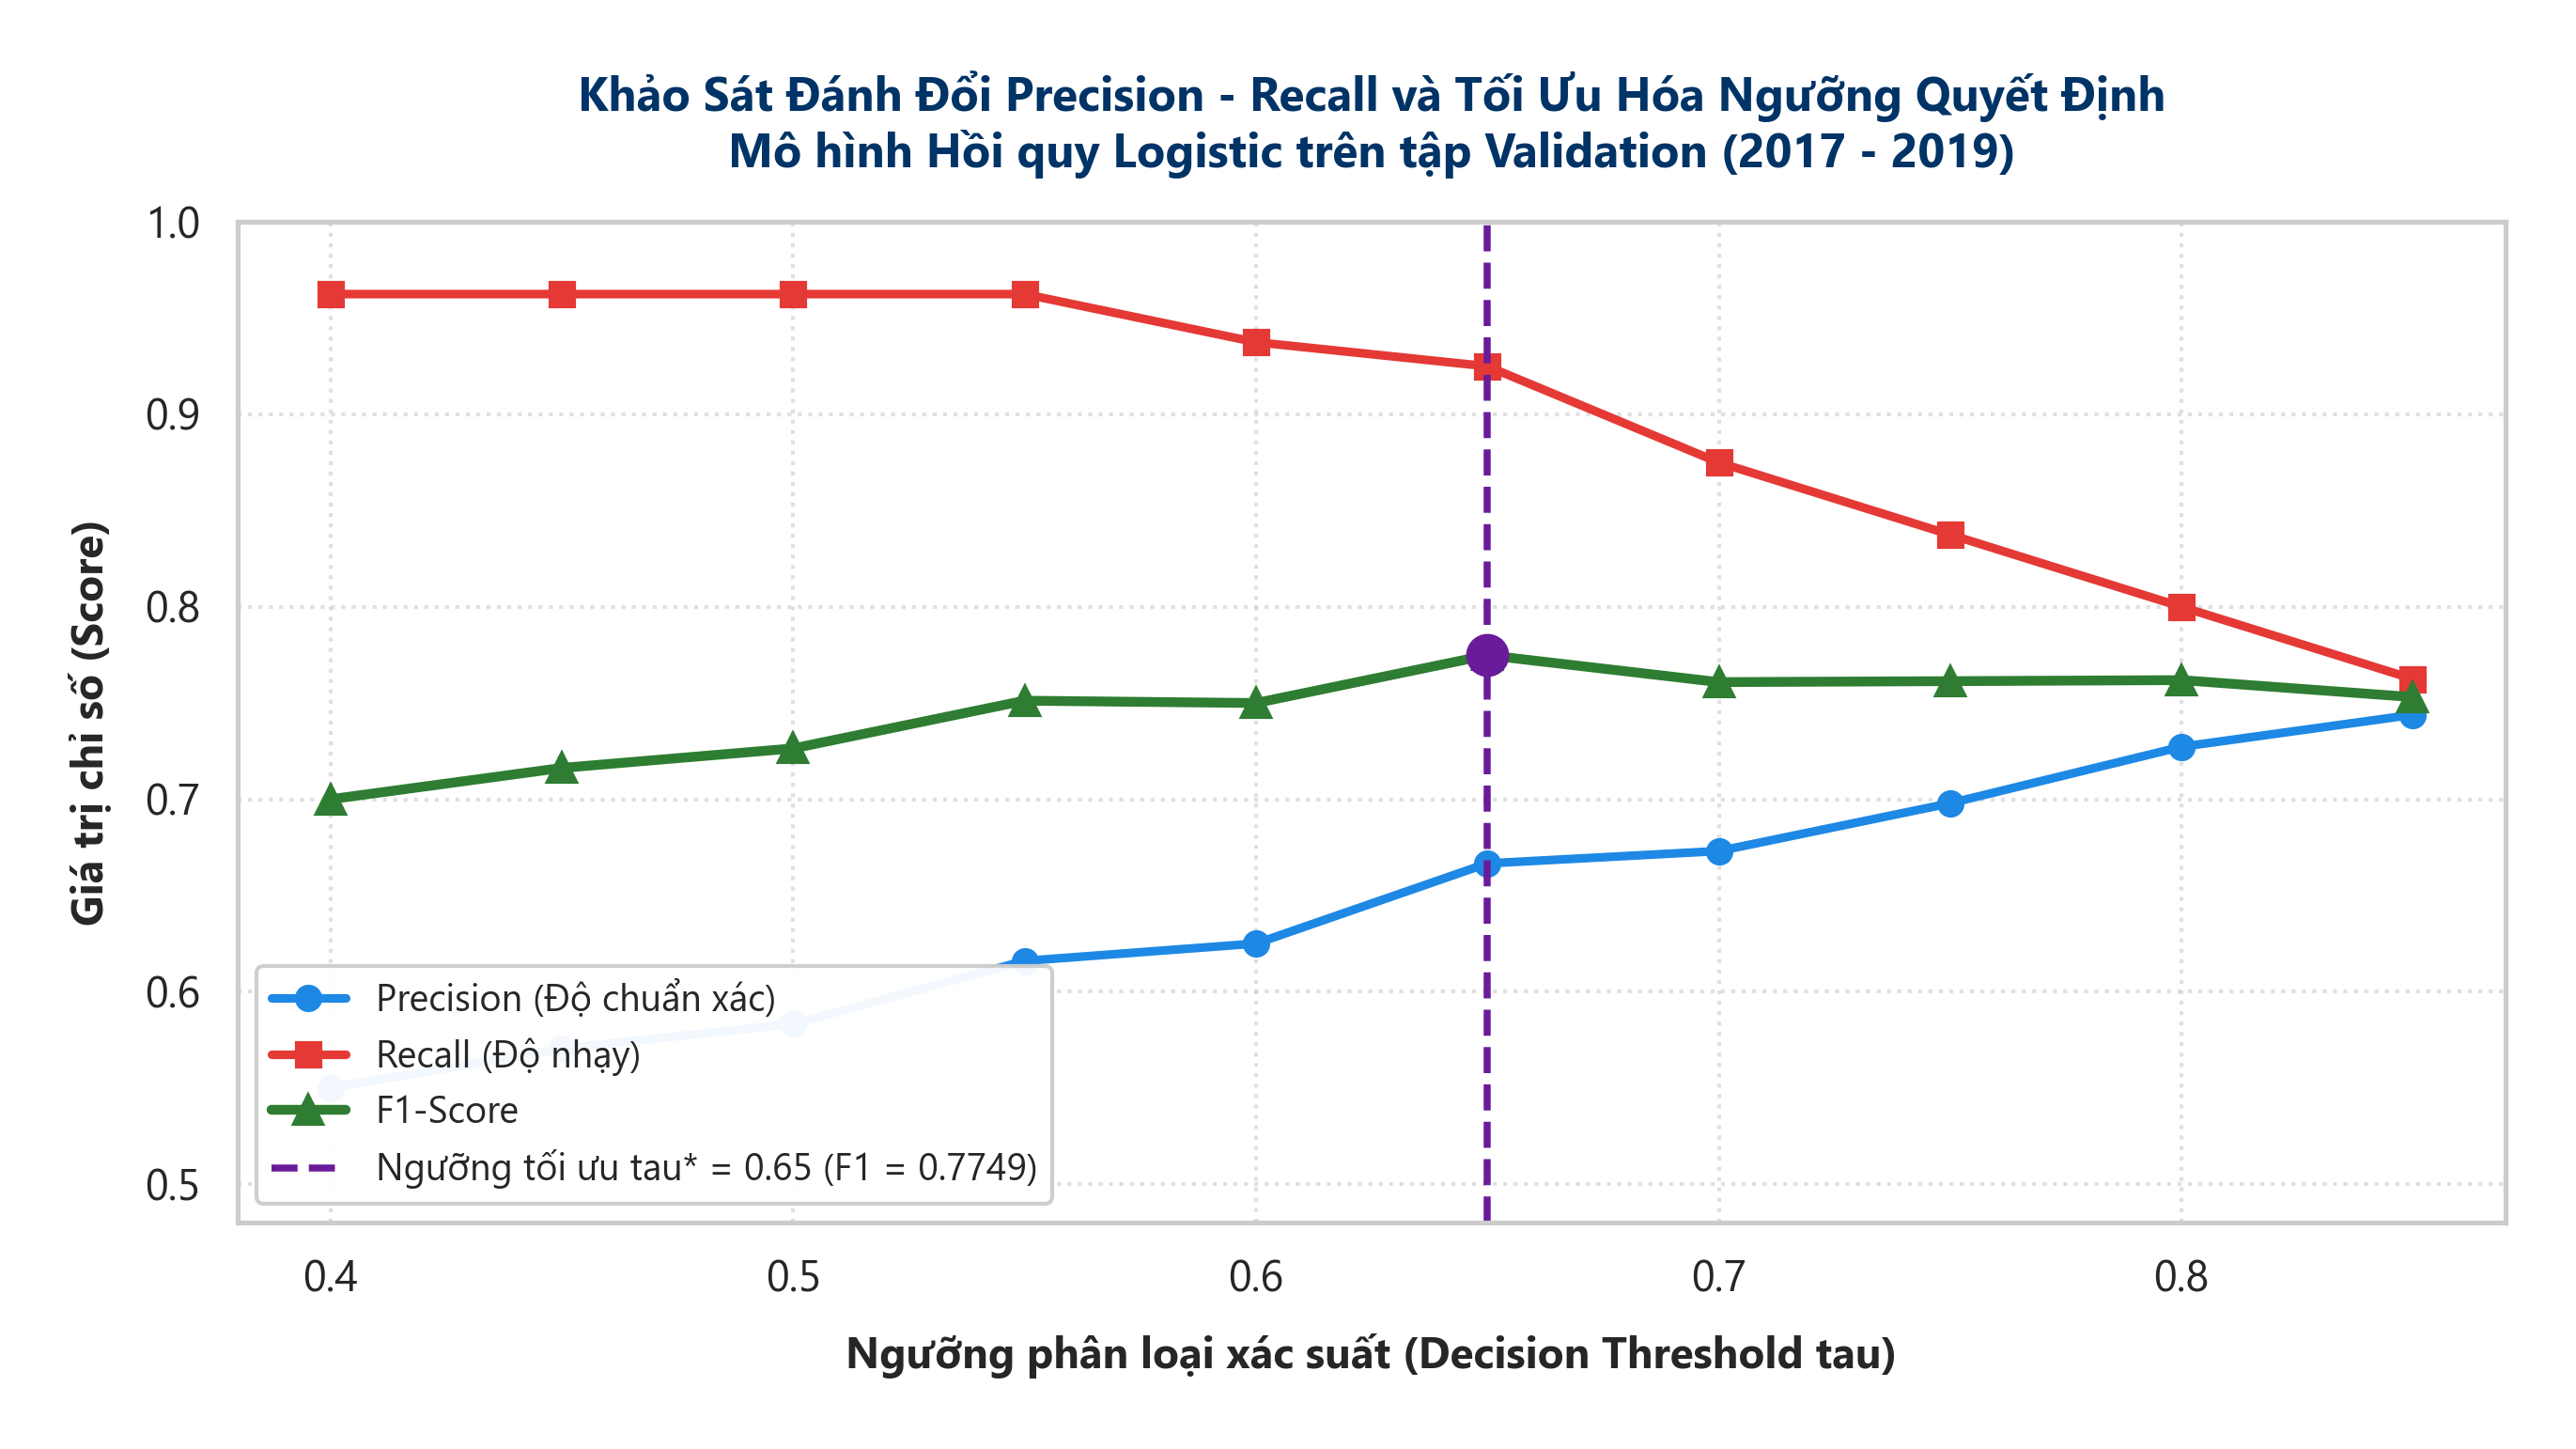 Khảo Sát Đánh Đổi Precision - Recall và Tối Ưu Hóa Ngưỡng Quyết Định
Mô hình Hồi quy Logistic trên tập Validation (2017 - 2019)
Giá trị chỉ số (Score)
1.0
0.9
0.8
0.7
0.6
0.5
Precision (Độ chuẩn xác)
Recall (Độ nhạy)
F1-Score
Ngưỡng tối ưu tau* = 0.65 (F1 = 0.7749)
0.4
0.5
0.6
0.7
0.8
Ngưỡng phân loại xác suất (Decision Threshold tau)